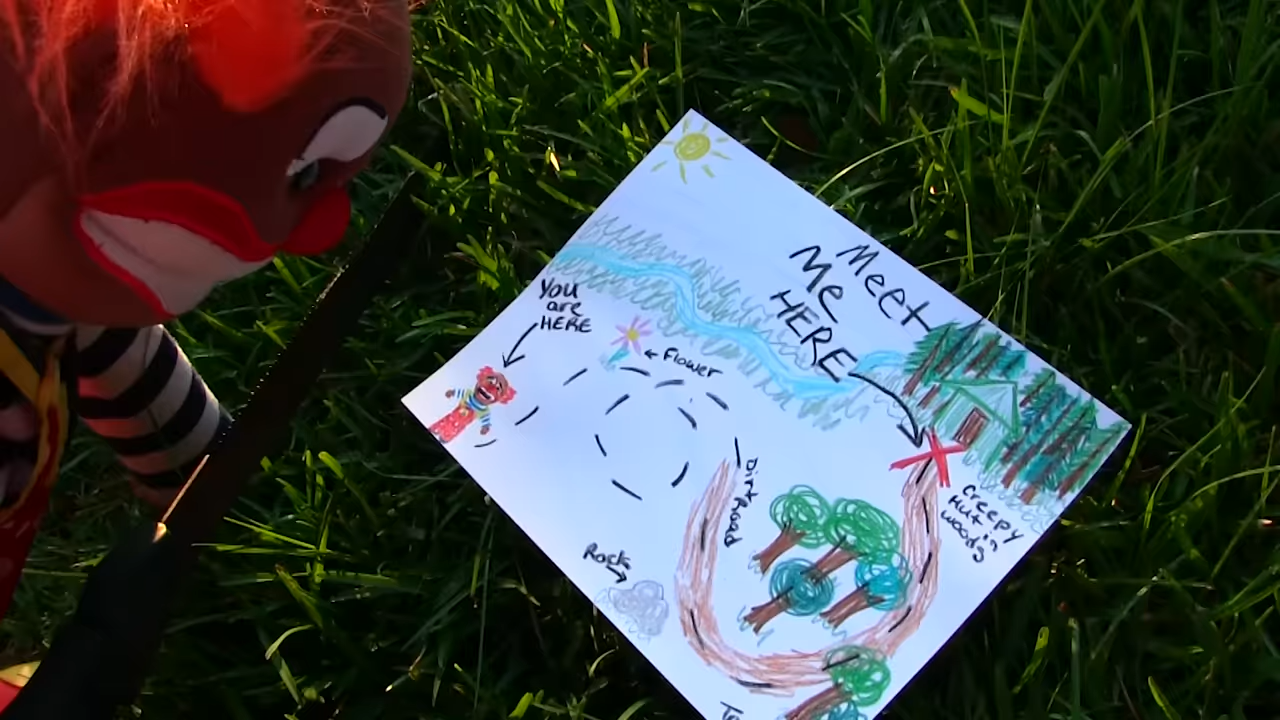 Meet
Me
HERE
You
are
HERE
Flower
Dirt Road
Creepy
Hut in
woods
Rock